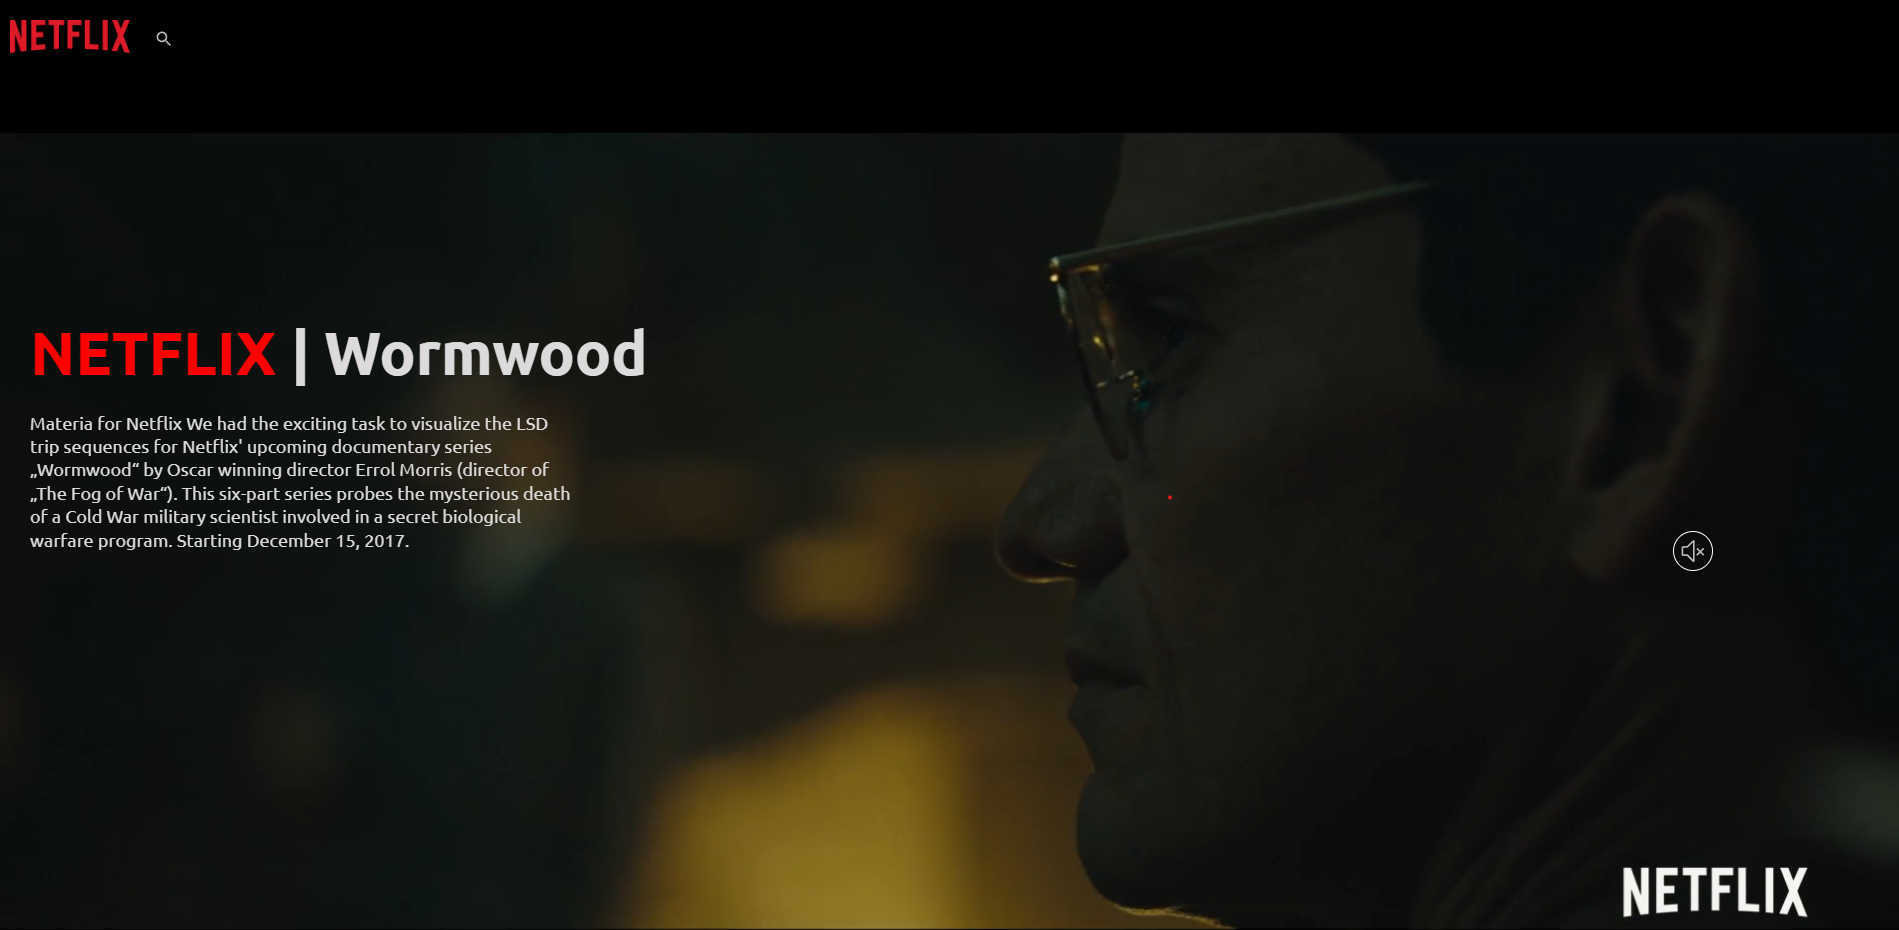 NETFLIX
NETFLIX | Wormwood
Materia for Netflix We had the exciting task to visualize the LSD
trip sequences for Netflix' upcoming documentary series
„Wormwood“ by Oscar winning director Errol Morris (director of
„The Fog of War“). This six-part series probes the mysterious death
of a Cold War military scientist involved in a secret biological
warfare program. Starting December 15, 2017.
NETFLIX